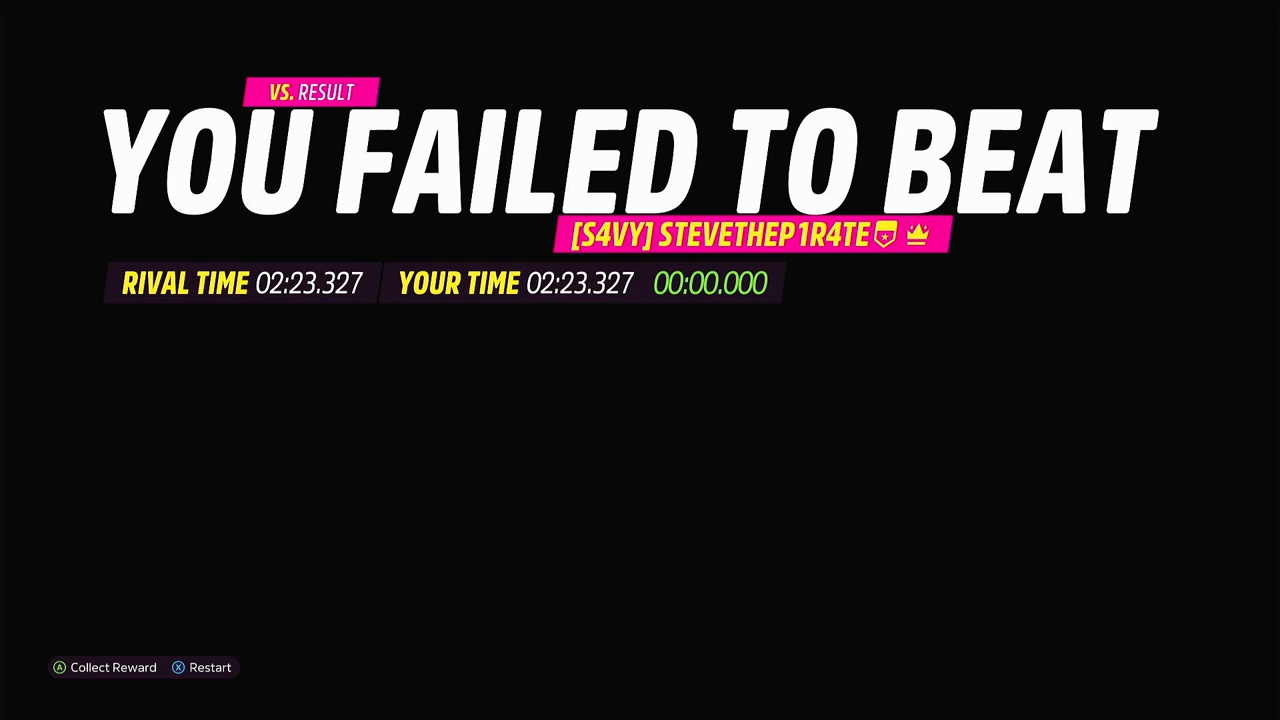 VS. RESULT
YOU FAILED TO BEAT
[S4VY] STEVETHEP1R4TE
RIVAL TIME 02:23.327 YOUR TIME 02:23.327 00:00.000
A Collect Reward X Restart